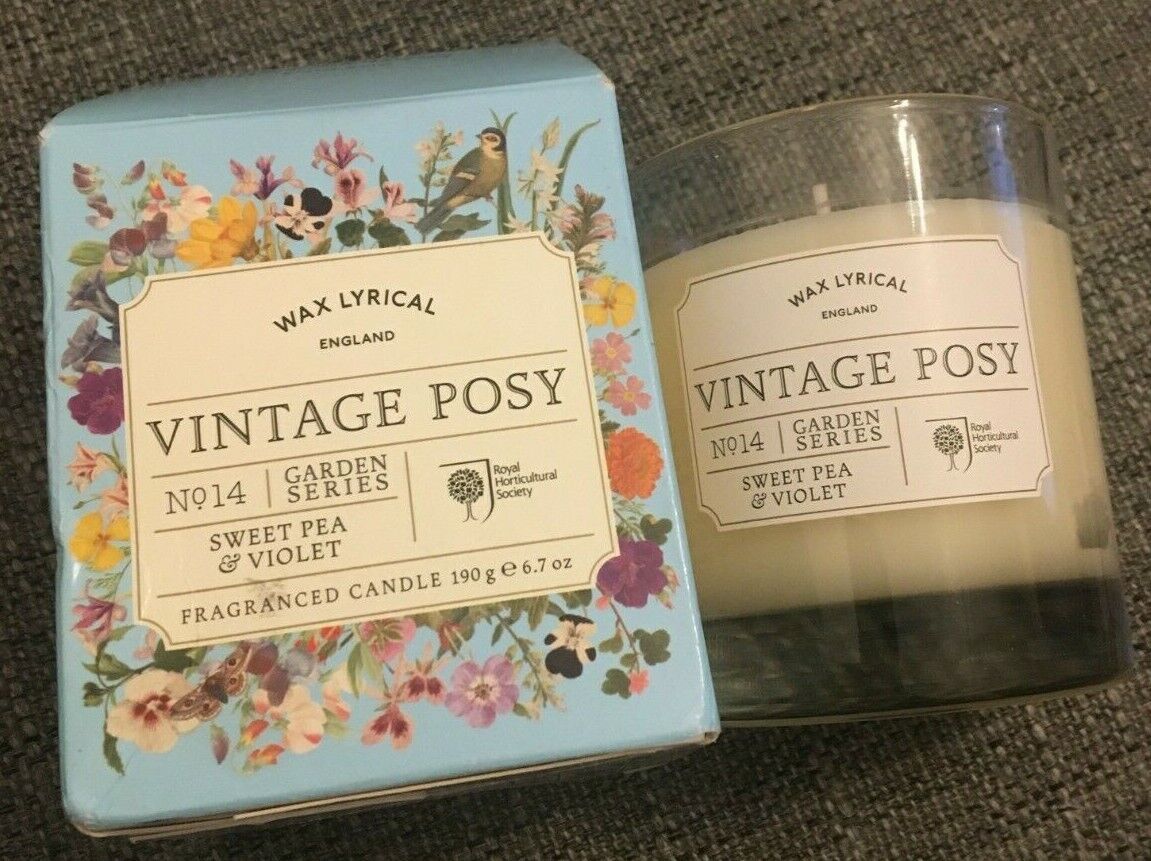 WAX LYRICAL
ENGLAND
VINTAGE POSY
No14
GARDEN
SERIES
SWEET PEA
& VIOLET
Royal
Horticultural
Society
FRAGRANCED CANDLE 190 g e 6.7 oz
WAX LYRICAL
ENGLAND
VINTAGE POSY
No14
GARDEN
SERIES
SWEET PEA
& VIOLET
Royal
Horticultural
Society